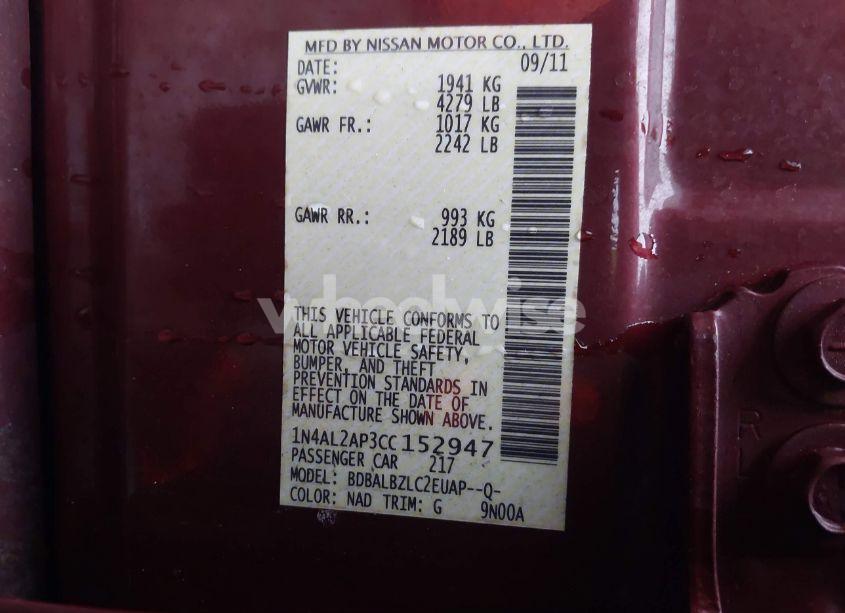 MFD BY NISSAN MOTOR CO., LTD.
DATE: 09/11
GVWR: 1941 KG
4279 LB
GAWR FR.: 1017 KG
2242 LB
GAWR RR.: 993 KG
2189 LB
wheelwise
THIS VEHICLE CONFORMS TO
ALL APPLICABLE FEDERAL
MOTOR VEHICLE SAFETY,
BUMPER, AND THEFT
PREVENTION STANDARDS IN
EFFECT ON THE DATE OF
MANUFACTURE SHOWN ABOVE.
1N4AL2AP3CC152947
PASSENGER CAR 217
MODEL: BDBALBZLC2EUAP--Q-
COLOR: NAD TRIM: G 9N00A
R
L